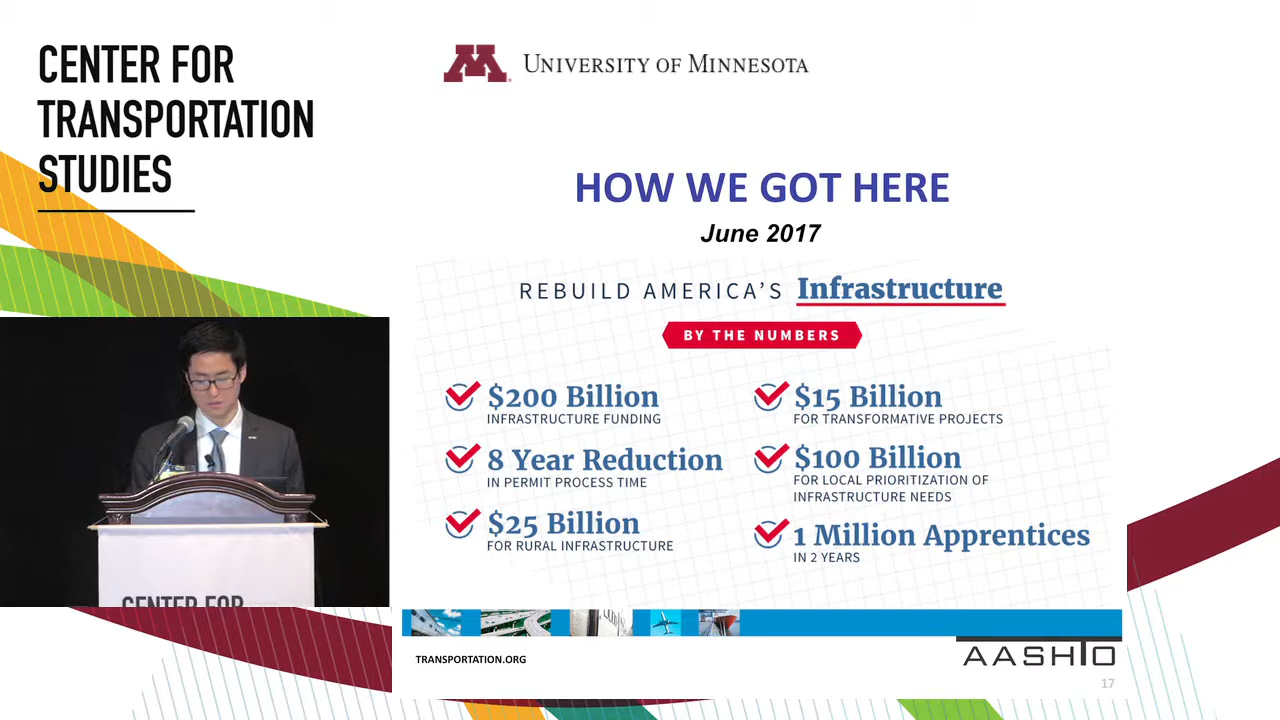 CENTER FOR
TRANSPORTATION
STUDIES
M
UNIVERSITY OF MINNESOTA
HOW WE GOT HERE
June 2017
REBUILD AMERICA'S Infrastructure
BY THE NUMBERS
$200 Billion
INFRASTRUCTURE FUNDING
8 Year Reduction
IN PERMIT PROCESS TIME
$25 Billion
FOR RURAL INFRASTRUCTURE
$15 Billion
FOR TRANSFORMATIVE PROJECTS
$100 Billion
FOR LOCAL PRIORITIZATION OF
INFRASTRUCTURE NEEDS
1 Million Apprentices
IN 2 YEARS
CENTER FOR
TRANSPORTATION.ORG
AASHTO
17